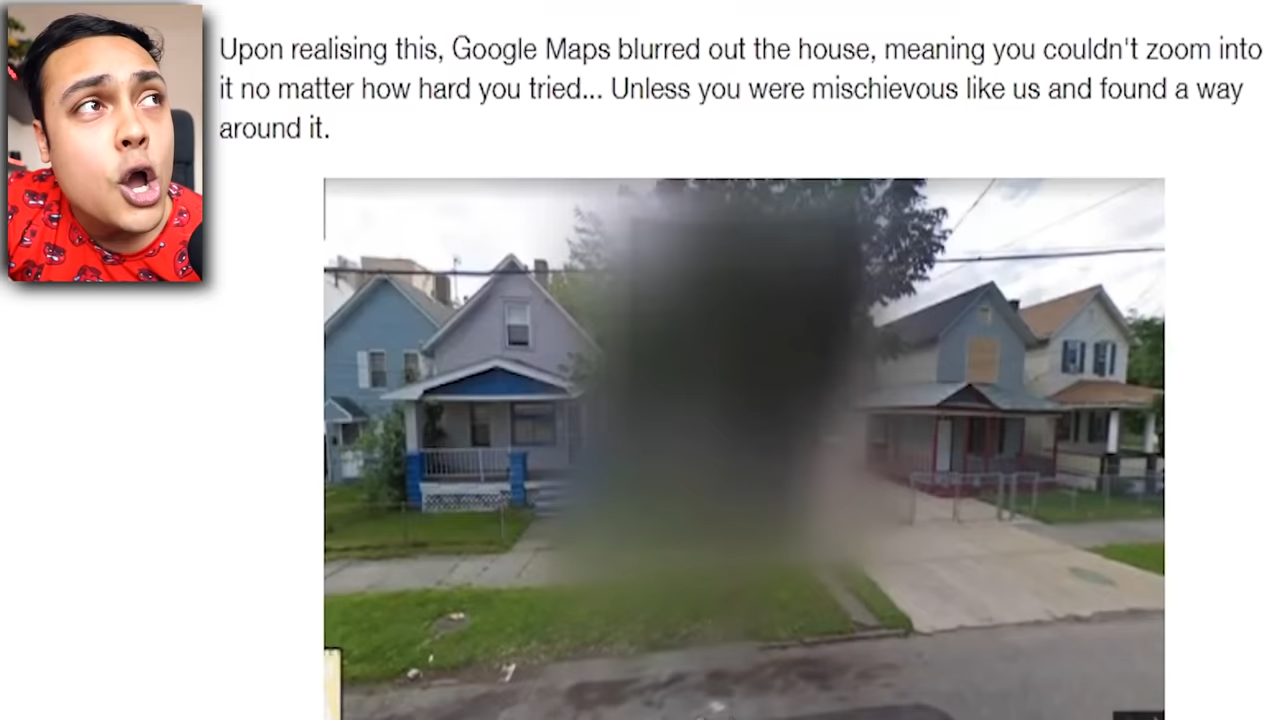 Upon realising this, Google Maps blurred out the house, meaning you couldn't zoom into
it no matter how hard you tried... Unless you were mischievous like us and found a way
around it.